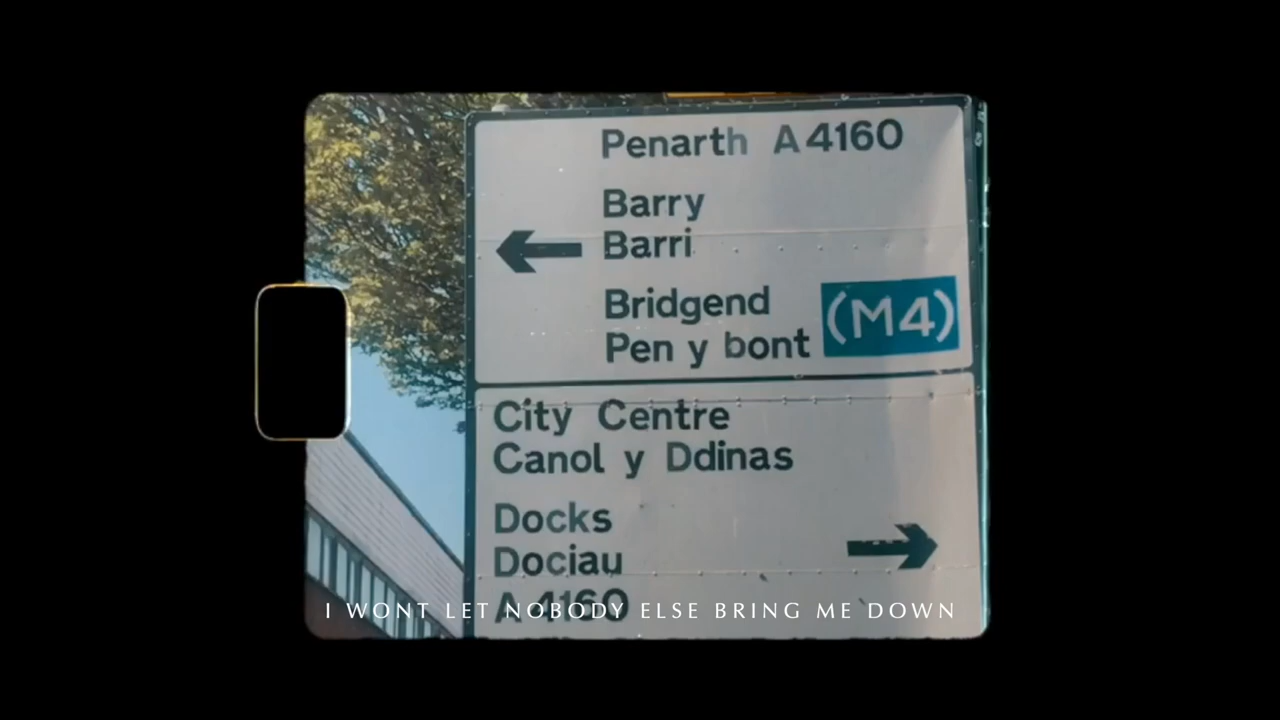 Penarth A4160
Barry
Barri
Bridgend
Pen y bont (M4)
City Centre
Canol y Ddinas
Docks
Dociau
A4160
I WONT LET NOBODY ELSE BRING ME DOWN